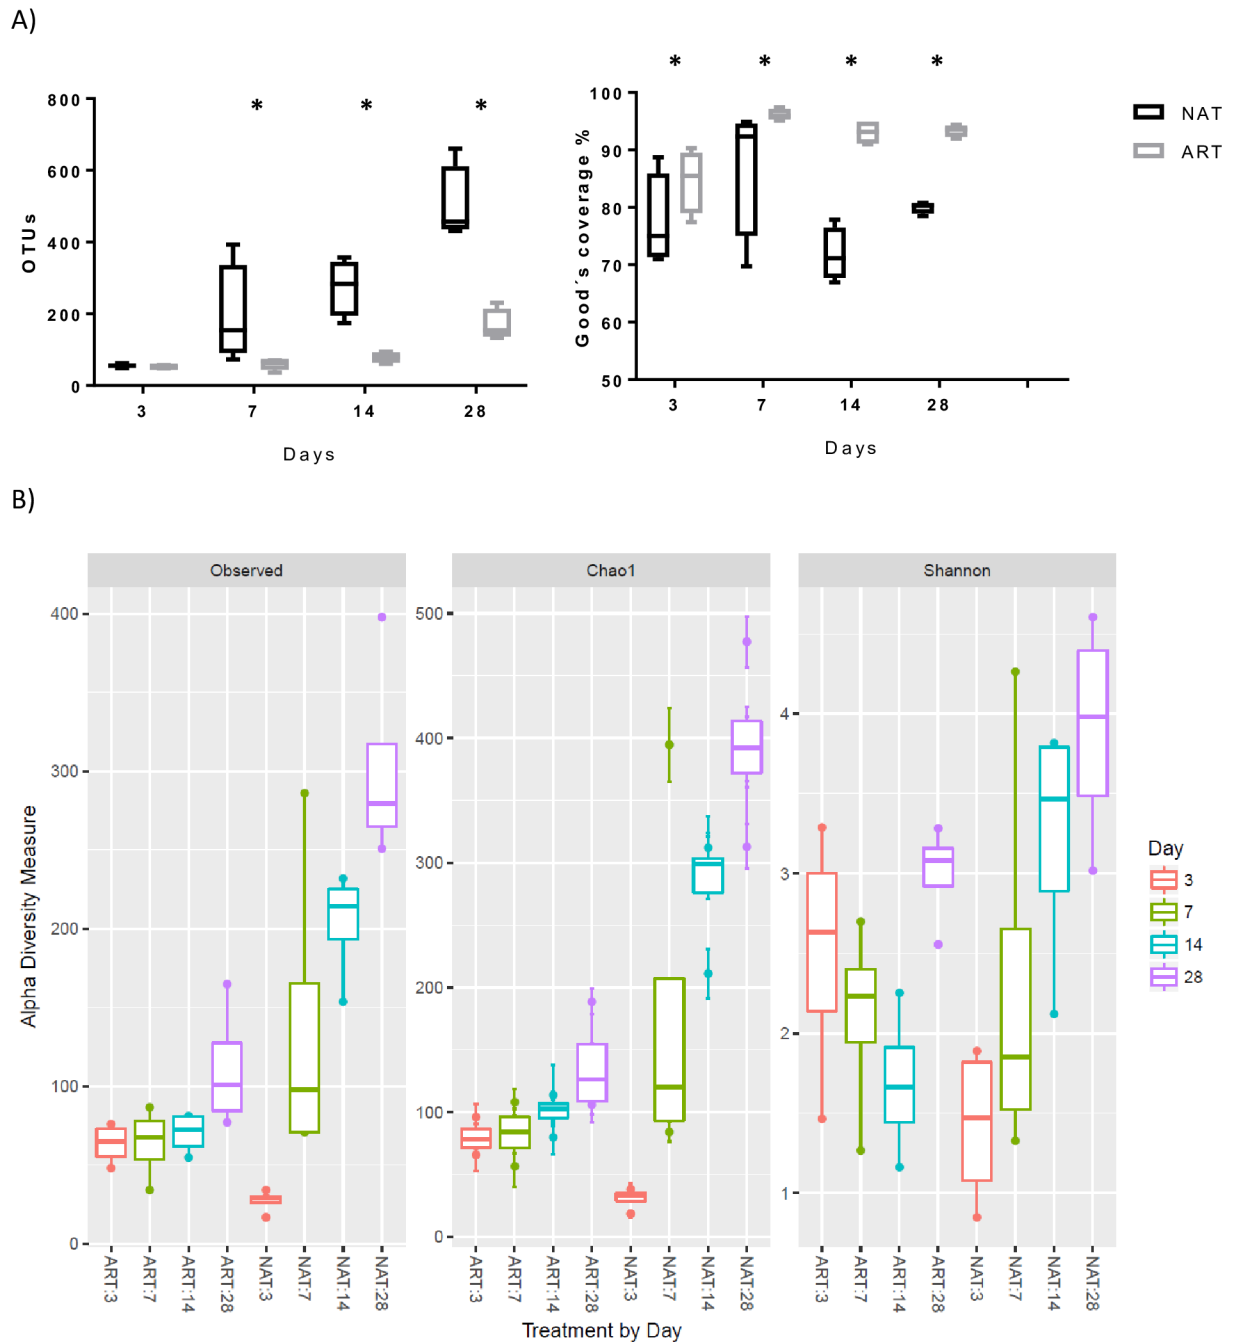 A)
* * *
* * * *
800
600
400
200
0
OTUs
3 7 14 28
Days
100
90
80
70
60
50
Good´s coverage %
3 7 14 28
Days
NAT
ART
B)
Observed Chao1 Shannon
Alpha Diversity Measure
400
300
200
100
0
500
400
300
200
100
0
4
3
2
1
ART:3 ART:7 ART:14 ART:28 NAT:3 NAT:7 NAT:14 NAT:28
ART:3 ART:7 ART:14 ART:28 NAT:3 NAT:7 NAT:14 NAT:28
ART:3 ART:7 ART:14 ART:28 NAT:3 NAT:7 NAT:14 NAT:28
Treatment by Day
Day
3
7
14
28